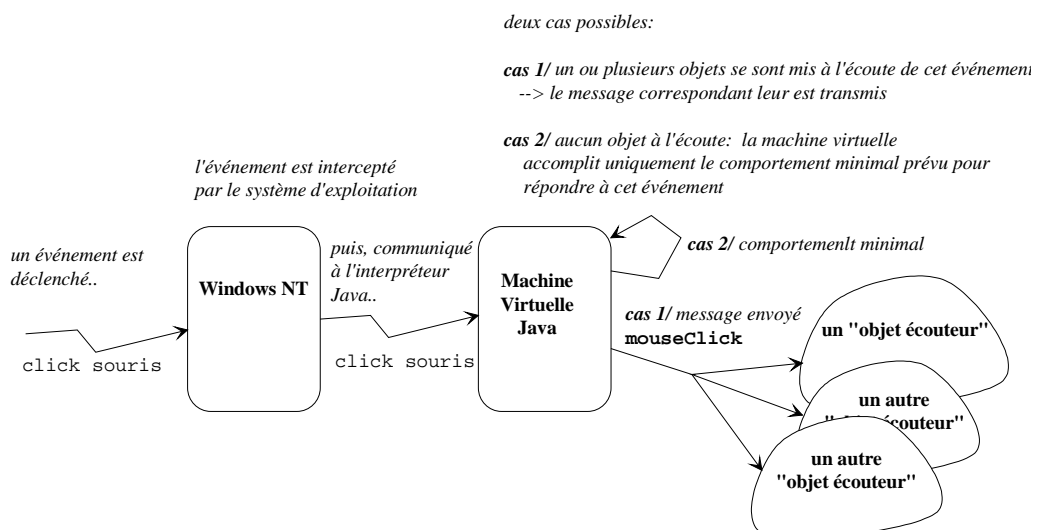 deux cas possibles:
cas 1/ un ou plusieurs objets se sont mis à l'écoute de cet événement
--> le message correspondant leur est transmis
cas 2/ aucun objet à l'écoute: la machine virtuelle
accomplit uniquement le comportement minimal prévu pour
répondre à cet événement
l'événement est intercepté
par le système d'exploitation
un événement est
déclenché..
click souris
Windows NT
puis, communiqué
à l'interpréteur
Java..
click souris
Machine
Virtuelle
Java
cas 2/ comportemenlt minimal
cas 1/ message envoyé
mouseClick
un "objet écouteur"
un autre
écouteur"
un autre
"objet écouteur"